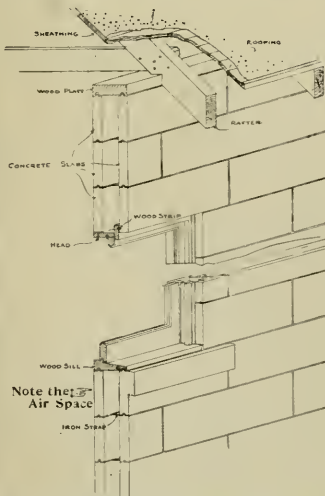 SHEATHING
ROOFING
WOOD PLATE
RAFTER
CONCRETE SLABS
WOOD STRIP
HEAD
WOOD SILL
Note the
Air Space
IRON STRAP